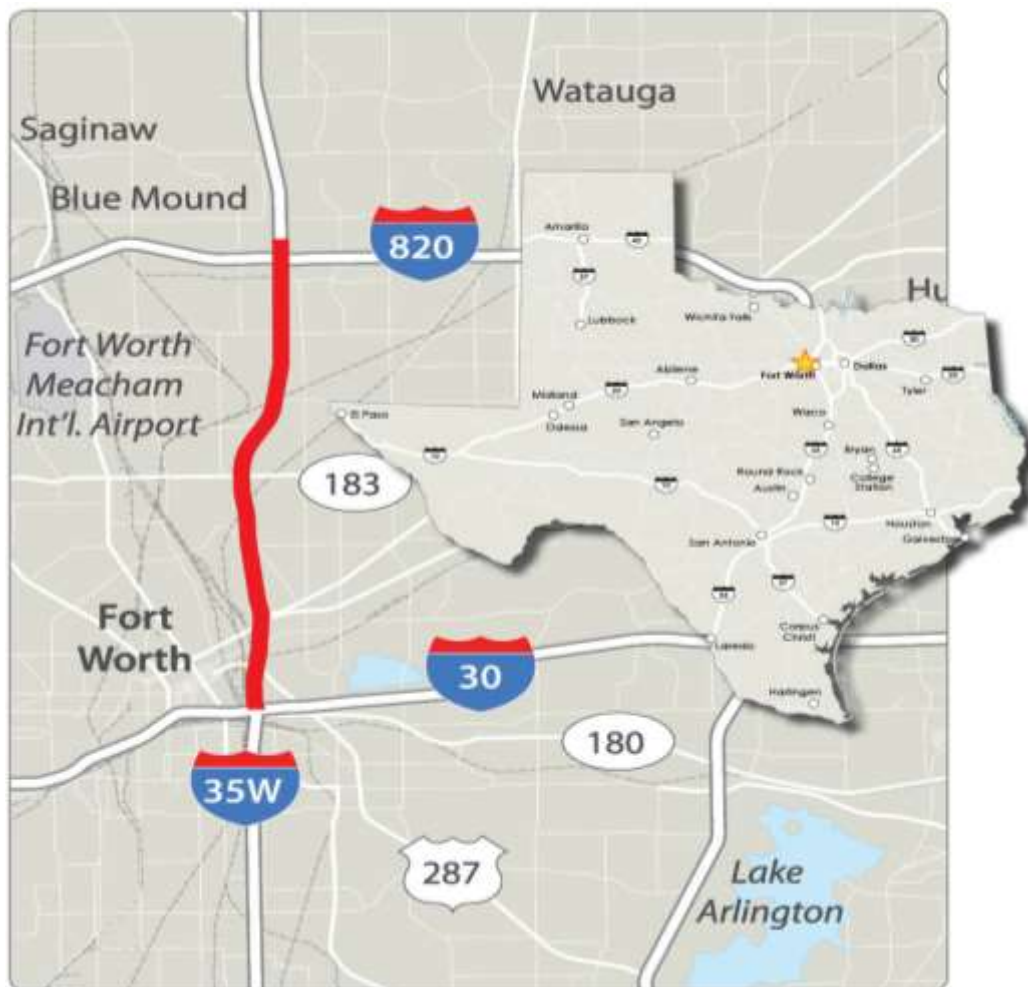 Watauga
Saginaw
Blue Mound
820
Hu
Fort Worth
Meacham
Int'l. Airport
183
Fort
Worth
30
180
35W
287
Lake
Arlington
Amarillo
Lubbock
Wichita Falls
Fort Worth
Dallas
Abilene
Tyler
Midland
Odessa
El Paso
San Angelo
Waco
Bryan
College
Station
Round Rock
Austin
Houston
Galveston
San Antonio
Corpus
Christi
Laredo
Harlingen